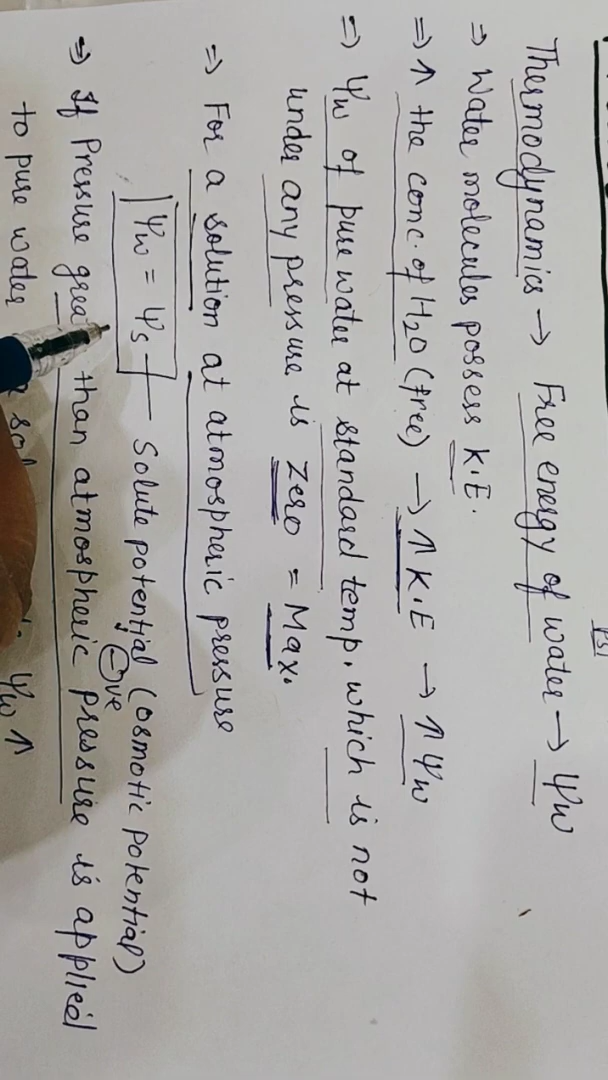 Thermodynamics → Free energy of water → Ψw
⇒ Water molecules possess K.E.
⇒ ↑ the conc. of H₂O (free) → ↑ K.E → ↑ Ψw
⇒ Ψw of pure water at standard temp. which is not
under any pressure is Zero = Max.
⇒ For a solution at atmospheric pressure
Ψw = Ψs — Solute potential (osmotic potential)
⊖ve
⇒ If Pressure than atmospheric pressure is applied
to pure water Ψw ↑